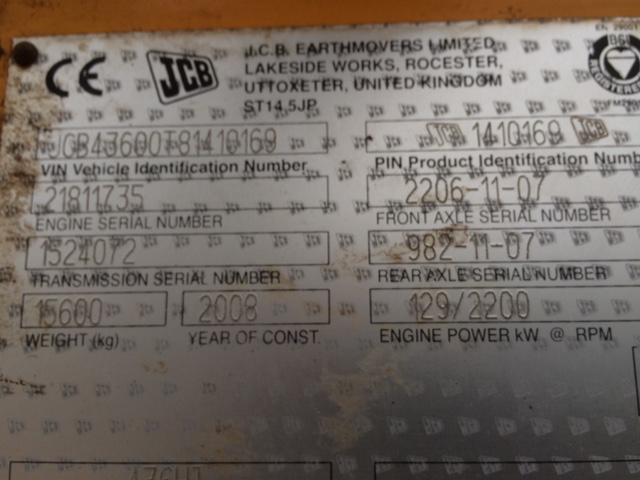 CE JCB J.C.B. EARTHMOVERS LIMITED
LAKESIDE WORKS, ROCESTER,
UTTOXETER, UNITED KINGDOM
ST14 5JP
JCB43600T81410169 JCB 1410169 JCB
VIN Vehicle Identification Number PIN Product Identification Numb
21811735 2206-11-07
ENGINE SERIAL NUMBER FRONT AXLE SERIAL NUMBER
1524072 982-11-07
TRANSMISSION SERIAL NUMBER REAR AXLE SERIAL NUMBER
15600 2008 129/2200
WEIGHT (kg) YEAR OF CONST. ENGINE POWER kW @ RPM